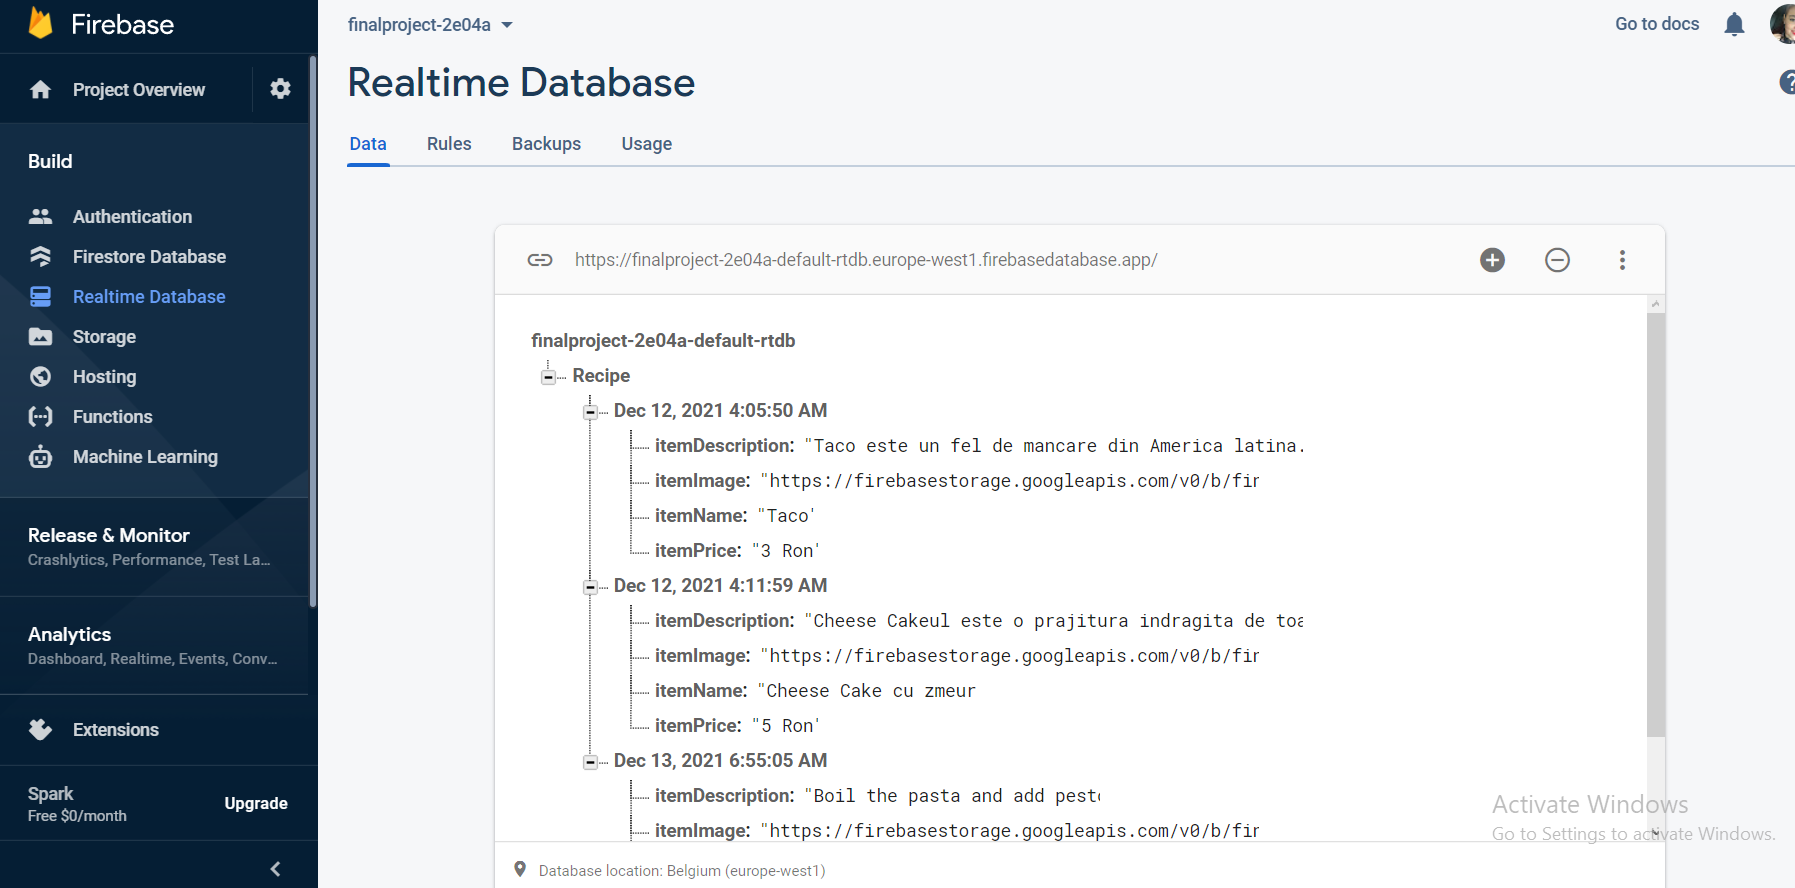 Firebase
Project Overview
Build
Authentication
Firestore Database
Realtime Database
Storage
Hosting
Functions
Machine Learning
Release & Monitor
Crashlytics, Performance, Test La...
Analytics
Dashboard, Realtime, Events, Conv...
Extensions
Spark
Free $0/month
Upgrade
finalproject-2e04a
Go to docs
Realtime Database
Data Rules Backups Usage
https://finalproject-2e04a-default-rtdb.europe-west1.firebasedatabase.app/
finalproject-2e04a-default-rtdb
Recipe
Dec 12, 2021 4:05:50 AM
itemDescription: "Taco este un fel de mancare din America latina.
itemImage: "https://firebasestorage.googleapis.com/v0/b/fir
itemName: "Taco'
itemPrice: "3 Ron'
Dec 12, 2021 4:11:59 AM
itemDescription: "Cheese Cakeul este o prajitura indragita de toa
itemImage: "https://firebasestorage.googleapis.com/v0/b/fir
itemName: "Cheese Cake cu zmeur
itemPrice: "5 Ron'
Dec 13, 2021 6:55:05 AM
itemDescription: "Boil the pasta and add pesto
itemImage: "https://firebasestorage.googleapis.com/v0/b/fir
Database location: Belgium (europe-west1)
Activate Windows
Go to Settings to activate Windows.